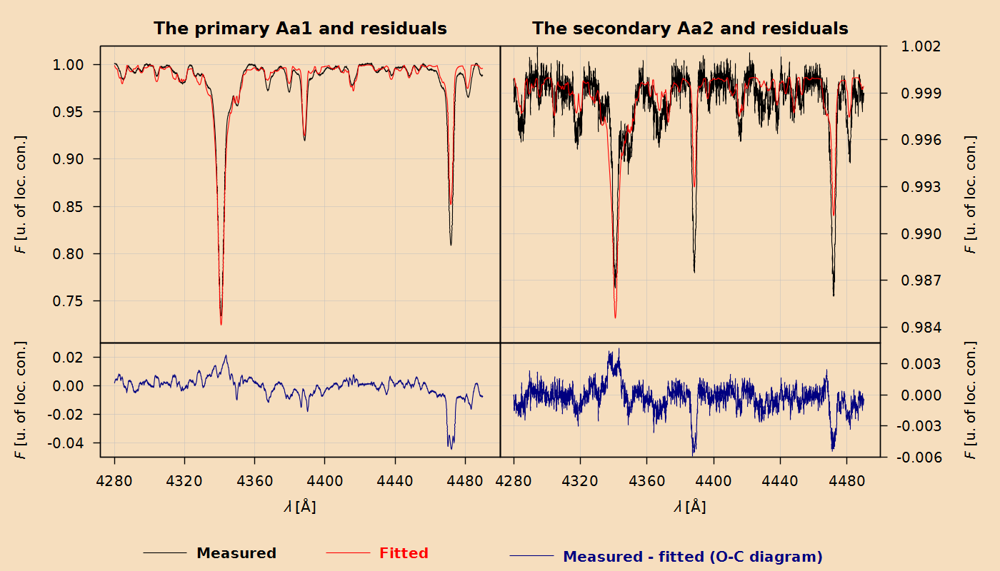 The primary Aa1 and residuals
The secondary Aa2 and residuals
1.00
0.95
0.90
0.85
0.80
0.75
F [u. of loc. con.]
1.002
0.999
0.996
0.993
0.990
0.987
0.984
F [u. of loc. con.]
0.02
0.00
-0.02
-0.04
F [u. of loc. con.]
0.003
0.000
-0.003
-0.006
F [u. of loc. con.]
4280 4320 4360 4400 4440 4480
4280 4320 4360 4400 4440 4480
λ [Å]
λ [Å]
Measured
Fitted
Measured - fitted (O-C diagram)